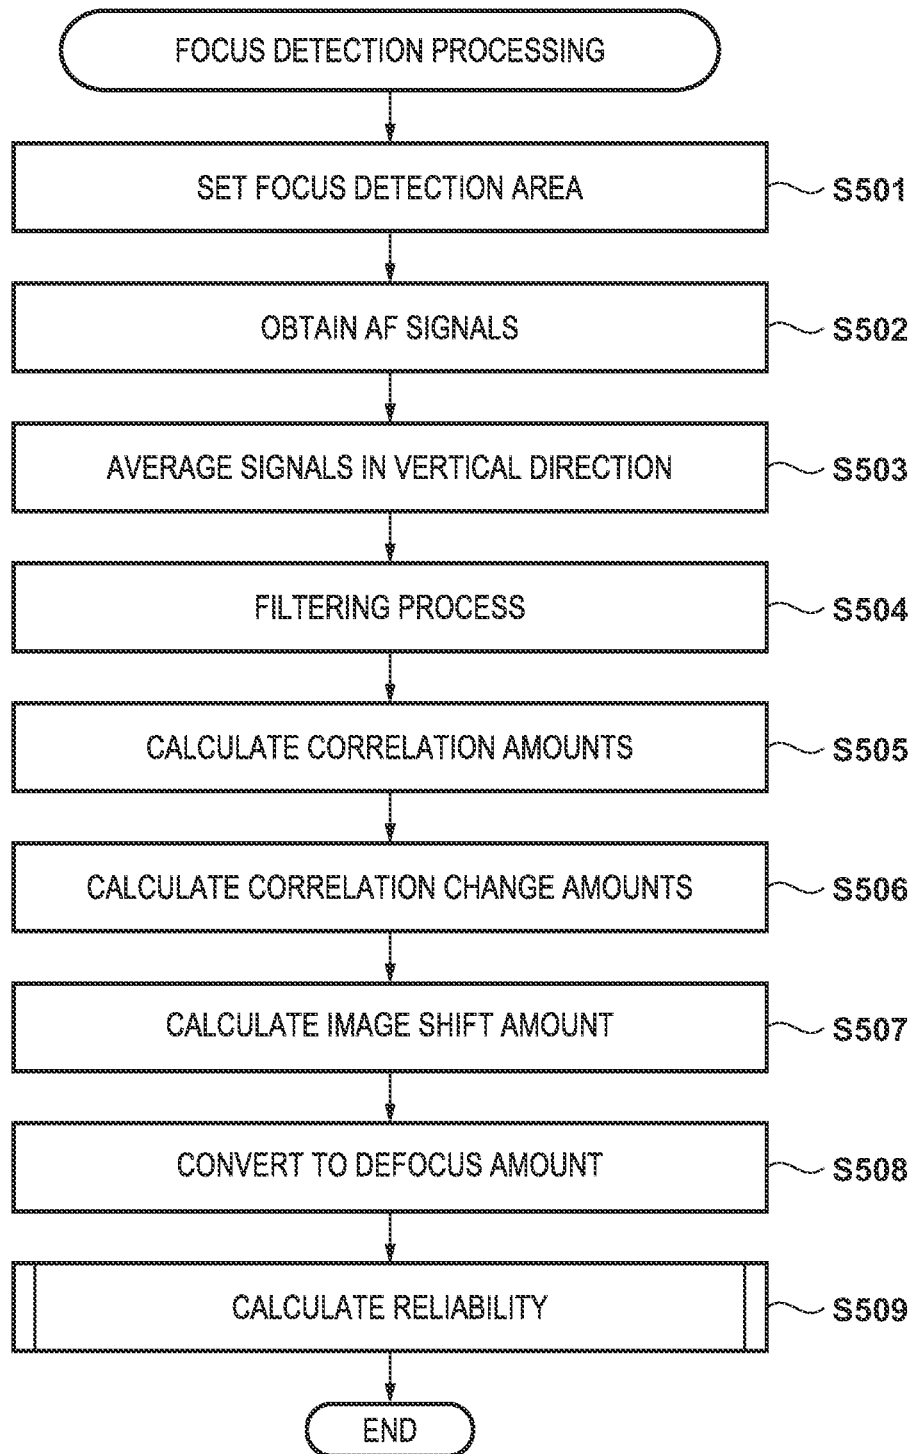 FOCUS DETECTION PROCESSING
SET FOCUS DETECTION AREA S501
OBTAIN AF SIGNALS S502
AVERAGE SIGNALS IN VERTICAL DIRECTION S503
FILTERING PROCESS S504
CALCULATE CORRELATION AMOUNTS S505
CALCULATE CORRELATION CHANGE AMOUNTS S506
CALCULATE IMAGE SHIFT AMOUNT S507
CONVERT TO DEFOCUS AMOUNT S508
CALCULATE RELIABILITY S509
END